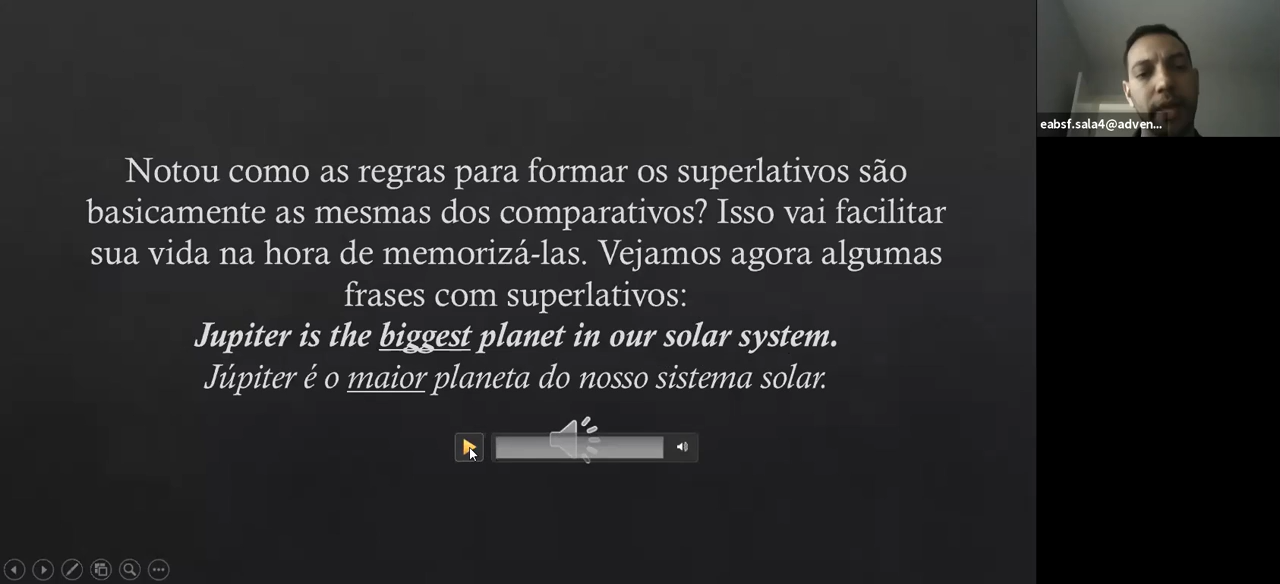 Notou como as regras para formar os superlativos são
basicamente as mesmas dos comparativos? Isso vai facilitar
sua vida na hora de memorizá-las. Vejamos agora algumas
frases com superlativos:
Jupiter is the biggest planet in our solar system.
Júpiter é o maior planeta do nosso sistema solar.
eabsf.sala4@adven...